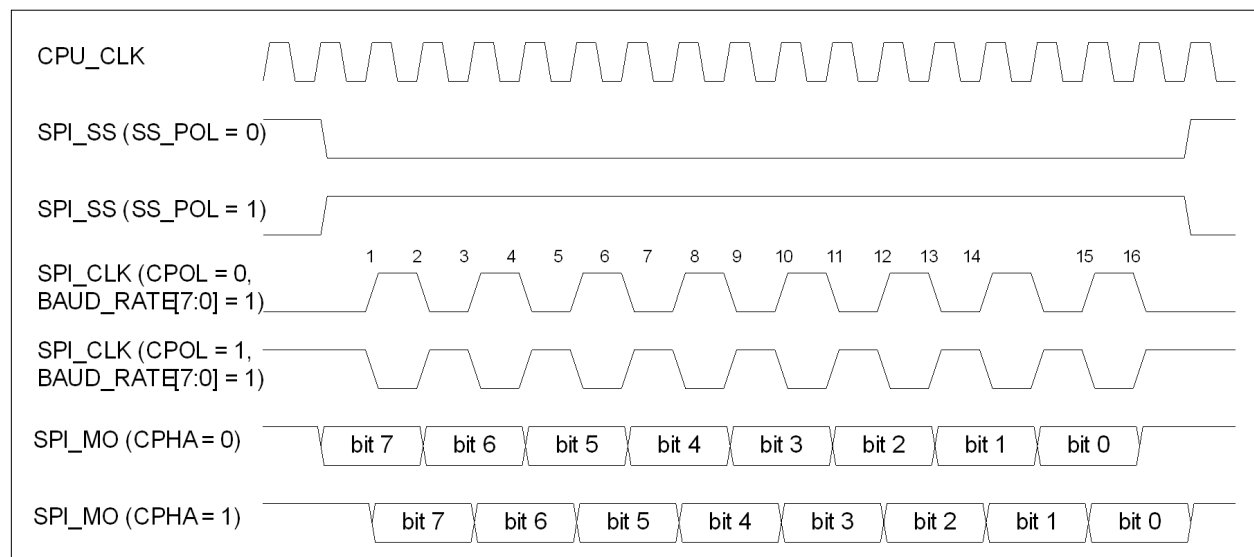 CPU_CLK
SPI_SS (SS_POL = 0)
SPI_SS (SS_POL = 1)
1 2 3 4 5 6 7 8 9 10 11 12 13 14 15 16
SPI_CLK (CPOL = 0,
BAUD_RATE[7:0] = 1)
SPI_CLK (CPOL = 1,
BAUD_RATE[7:0] = 1)
SPI_MO (CPHA = 0) bit 7 bit 6 bit 5 bit 4 bit 3 bit 2 bit 1 bit 0
SPI_MO (CPHA = 1) bit 7 bit 6 bit 5 bit 4 bit 3 bit 2 bit 1 bit 0